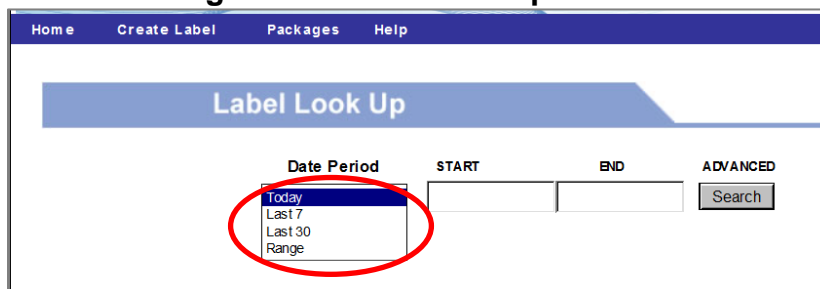 Home Create Label Packages Help
Label Look Up
Date Period START END ADVANCED
Today Search
Last 7
Last 30
Range